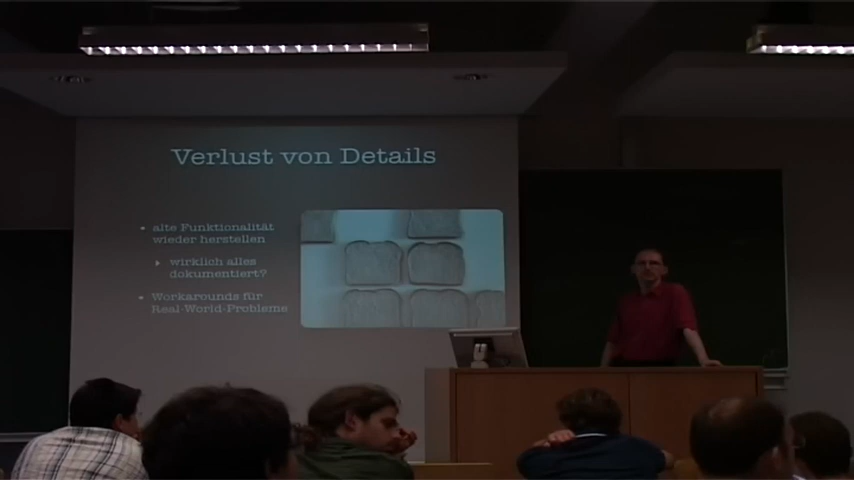 Verlust von Details
alte Funktionalität
wieder herstellen
wirklich alles
dokumentiert?
Workarounds für
Real-World-Probleme